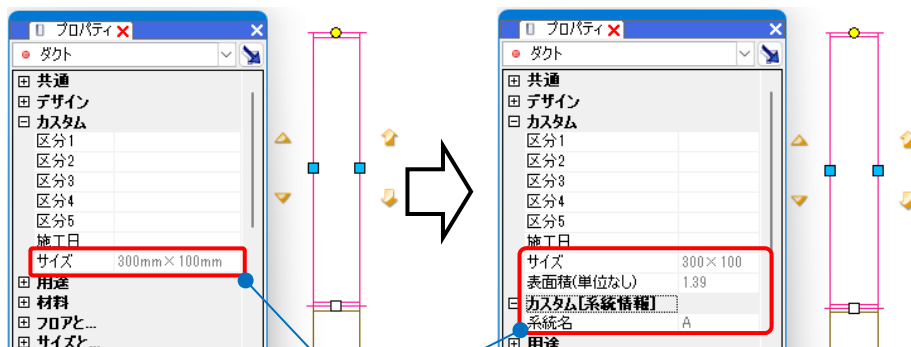 プロパティ
ダクト
共通
デザイン
カスタム
区分1
区分2
区分3
区分4
区分5
施工日
サイズ 300mm×100mm
用途
材料
フロアと...
サイズと...
プロパティ
ダクト
共通
デザイン
カスタム
区分1
区分2
区分3
区分4
区分5
施工日
サイズ 300×100
表面積(単位なし) 1.39
カスタム[系統情報]
系統名 A
用途